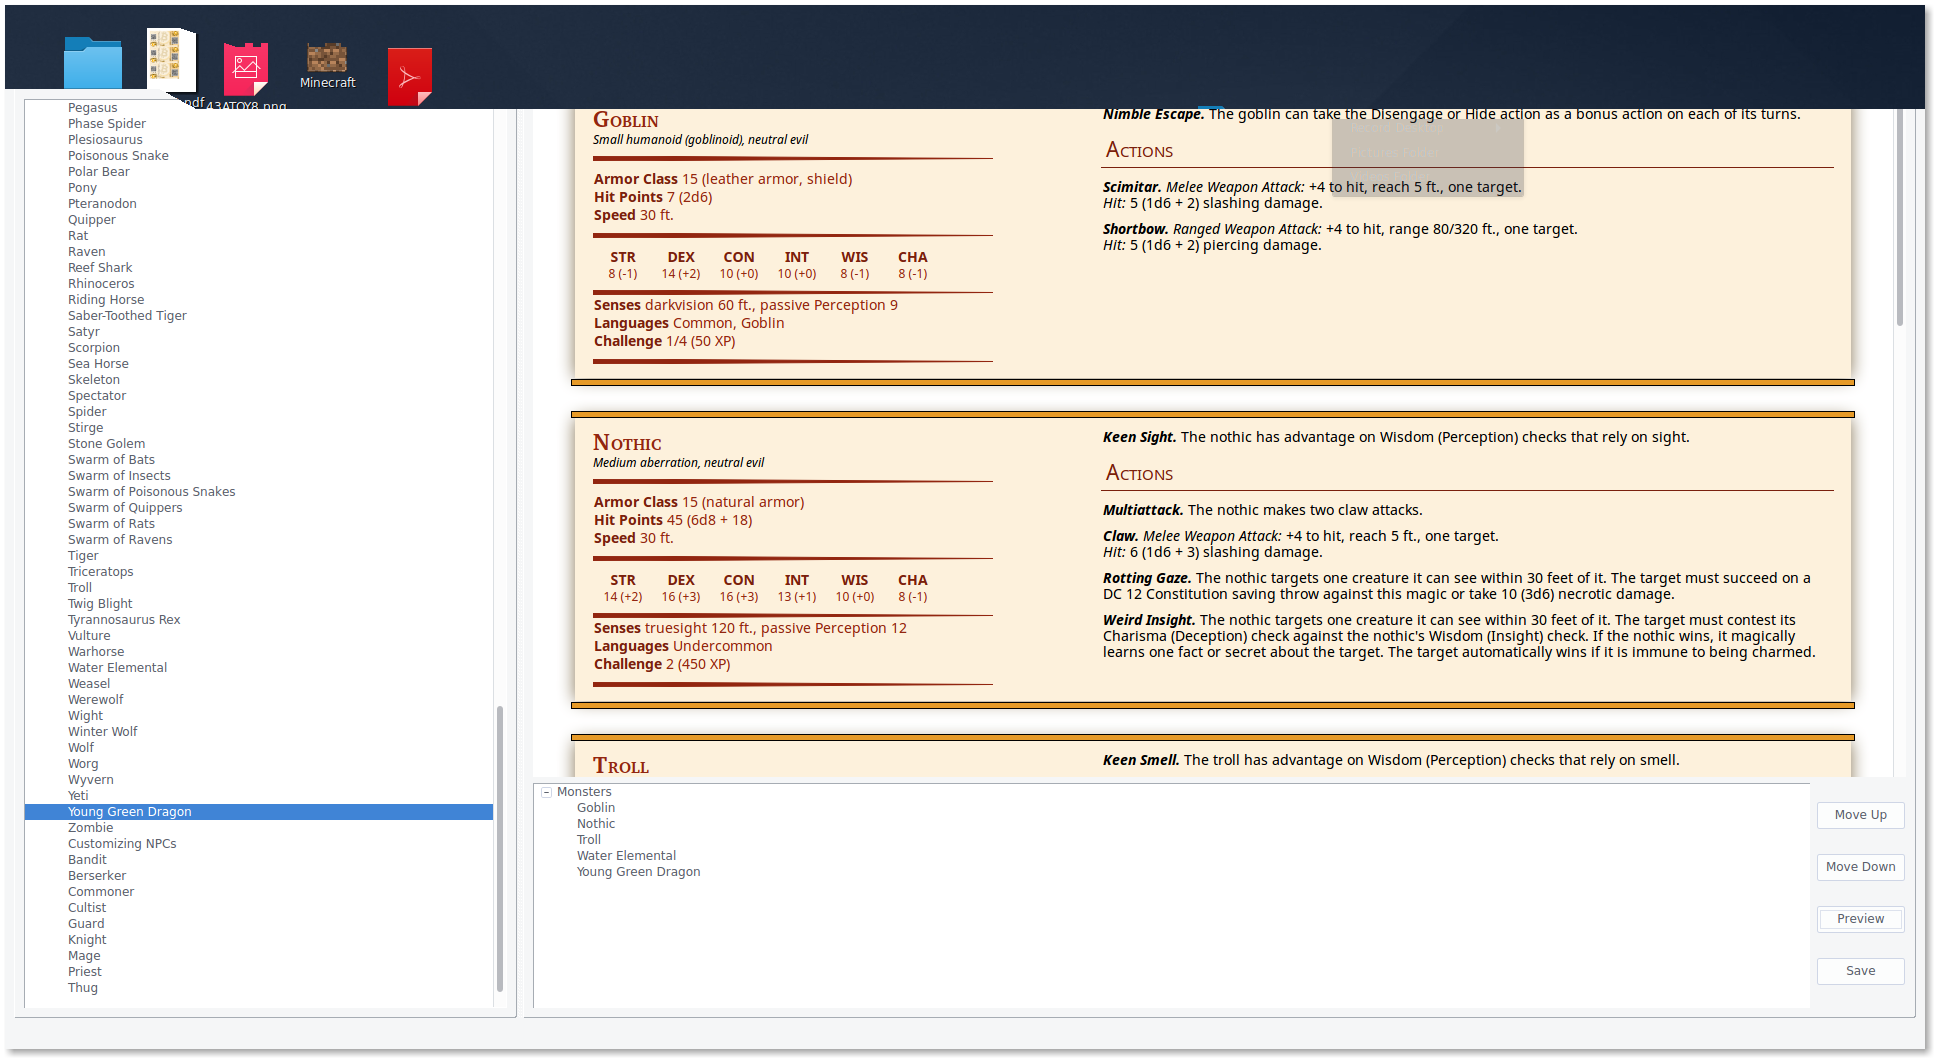 Minecraft
pdf
43ATOY8.png
Pegasus
Phase Spider
Plesiosaurus
Poisonous Snake
Polar Bear
Pony
Pteranodon
Quipper
Rat
Raven
Reef Shark
Rhinoceros
Riding Horse
Saber-Toothed Tiger
Satyr
Scorpion
Sea Horse
Skeleton
Spectator
Spider
Stirge
Stone Golem
Swarm of Bats
Swarm of Insects
Swarm of Poisonous Snakes
Swarm of Quippers
Swarm of Rats
Swarm of Ravens
Tiger
Triceratops
Troll
Twig Blight
Tyrannosaurus Rex
Vulture
Warhorse
Water Elemental
Weasel
Werewolf
Wight
Winter Wolf
Wolf
Worg
Wyvern
Yeti
Young Green Dragon
Zombie
Customizing NPCs
Bandit
Berserker
Commoner
Cultist
Guard
Knight
Mage
Priest
Thug
Goblin
Small humanoid (goblinoid), neutral evil
Armor Class 15 (leather armor, shield)
Hit Points 7 (2d6)
Speed 30 ft.
STR DEX CON INT WIS CHA
8 (-1) 14 (+2) 10 (+0) 10 (+0) 8 (-1) 8 (-1)
Senses darkvision 60 ft., passive Perception 9
Languages Common, Goblin
Challenge 1/4 (50 XP)
Nimble Escape. The goblin can take the Disengage or Hide action as a bonus action on each of its turns.
Actions
Scimitar. Melee Weapon Attack: +4 to hit, reach 5 ft., one target.
Hit: 5 (1d6 + 2) slashing damage.
Shortbow. Ranged Weapon Attack: +4 to hit, range 80/320 ft., one target.
Hit: 5 (1d6 + 2) piercing damage.
Nothic
Medium aberration, neutral evil
Armor Class 15 (natural armor)
Hit Points 45 (6d8 + 18)
Speed 30 ft.
STR DEX CON INT WIS CHA
14 (+2) 16 (+3) 16 (+3) 13 (+1) 10 (+0) 8 (-1)
Senses truesight 120 ft., passive Perception 12
Languages Undercommon
Challenge 2 (450 XP)
Keen Sight. The nothic has advantage on Wisdom (Perception) checks that rely on sight.
Actions
Multiattack. The nothic makes two claw attacks.
Claw. Melee Weapon Attack: +4 to hit, reach 5 ft., one target.
Hit: 6 (1d6 + 3) slashing damage.
Rotting Gaze. The nothic targets one creature it can see within 30 feet of it. The target must succeed on a
DC 12 Constitution saving throw against this magic or take 10 (3d6) necrotic damage.
Weird Insight. The nothic targets one creature it can see within 30 feet of it. The target must contest its
Charisma (Deception) check against the nothic's Wisdom (Insight) check. If the nothic wins, it magically
learns one fact or secret about the target. The target automatically wins if it is immune to being charmed.
Troll
Keen Smell. The troll has advantage on Wisdom (Perception) checks that rely on smell.
Monsters
Goblin
Nothic
Troll
Water Elemental
Young Green Dragon
Move Up
Move Down
Preview
Save